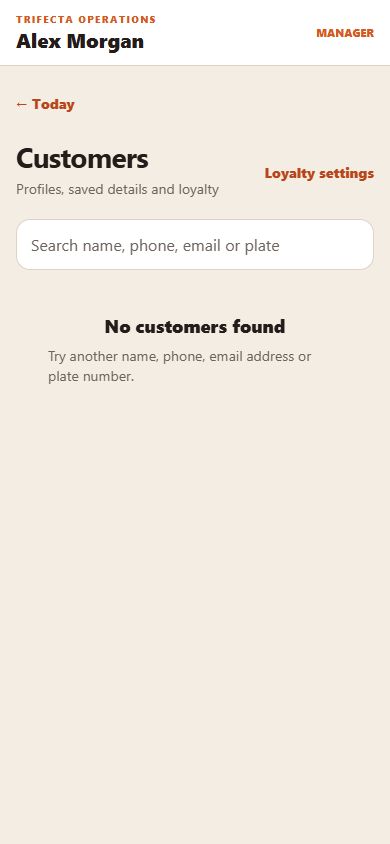 TRIFECTA OPERATIONS
Alex Morgan
MANAGER
← Today
Customers
Profiles, saved details and loyalty
Loyalty settings
Search name, phone, email or plate
No customers found
Try another name, phone, email address or
plate number.